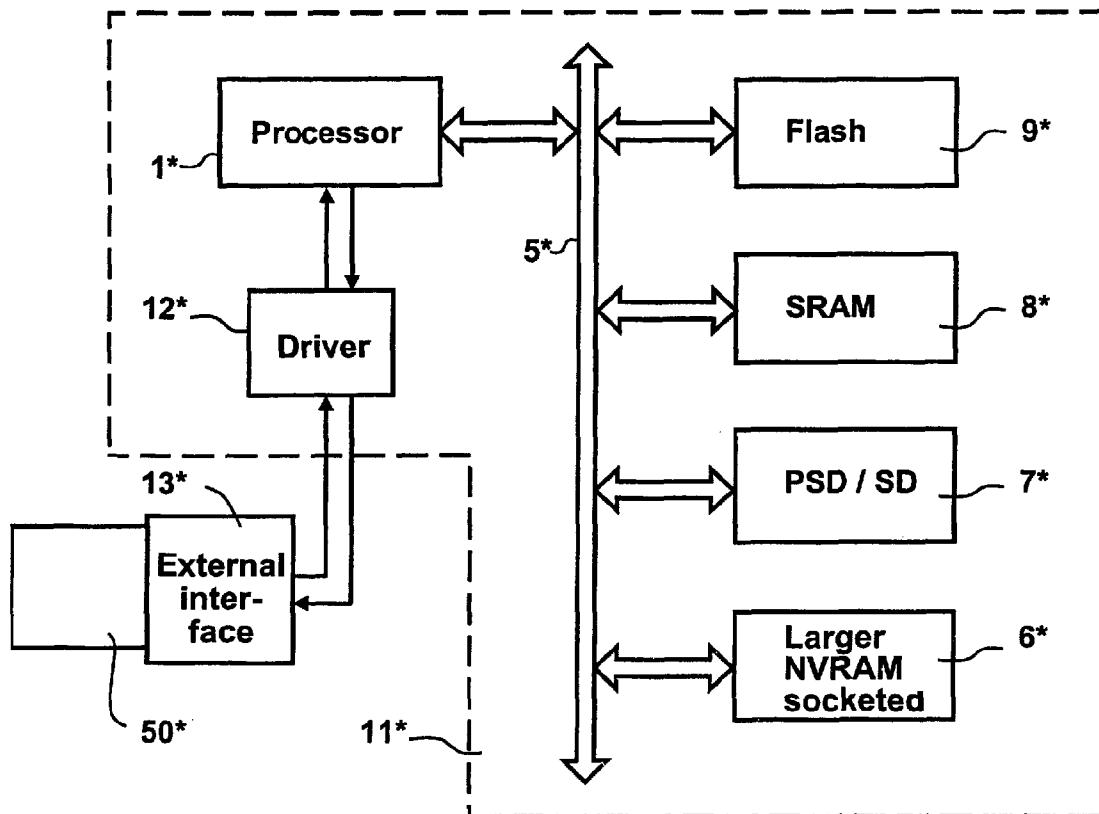 Processor
1*
Flash
9*
5*
12*
Driver
SRAM
8*
13*
External
inter-
face
PSD / SD
7*
Larger
NVRAM
socketed
6*
50*
11*